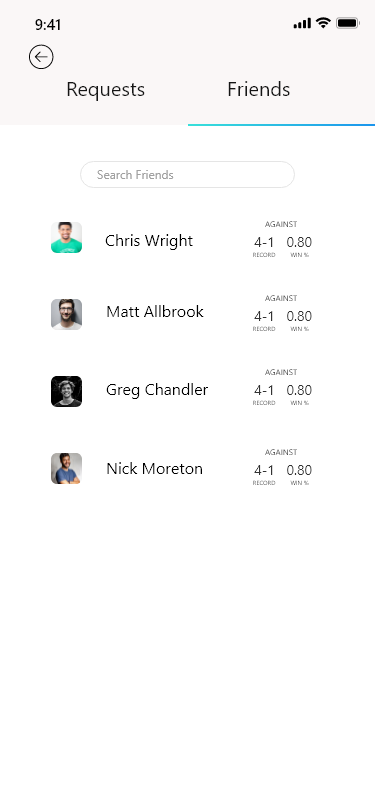 9:41
Requests Friends
Search Friends
AGAINST
Chris Wright 4-1 0.80
RECORD WIN %
AGAINST
Matt Allbrook 4-1 0.80
RECORD WIN %
AGAINST
Greg Chandler 4-1 0.80
RECORD WIN %
AGAINST
Nick Moreton 4-1 0.80
RECORD WIN %